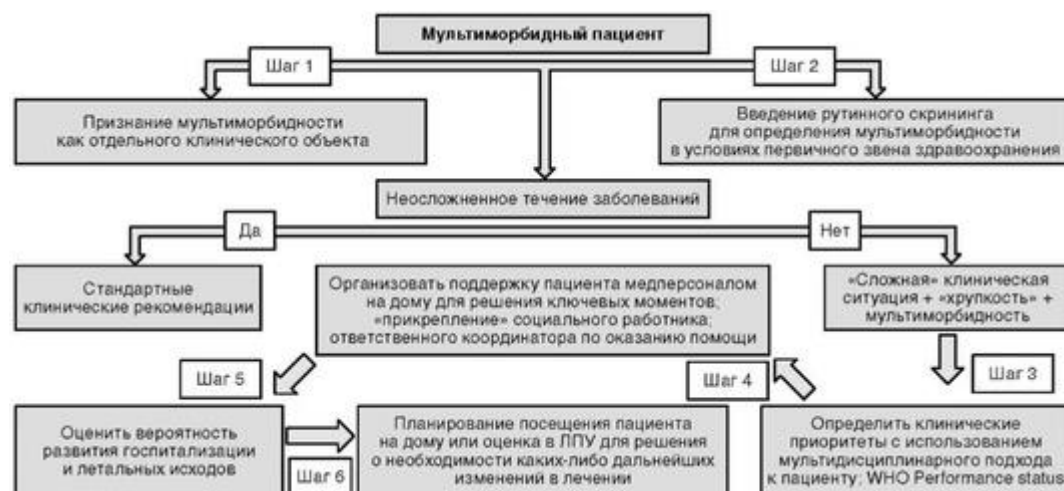 Мультиморбидный пациент
Шаг 1
Шаг 2
Признание мультиморбидности
как отдельного клинического объекта
Введение рутинного скрининга
для определения мультиморбидности
в условиях первичного звена здравоохранения
Неосложненное течение заболеваний
Да
Нет
Стандартные
клинические рекомендации
Организовать поддержку пациента медперсоналом
на дому для решения ключевых моментов;
«прикрепление» социального работника;
ответственного координатора по оказанию помощи
«Сложная» клиническая
ситуация + «хрупкость» +
мультиморбидность
Шаг 5
Шаг 4
Шаг 3
Оценить вероятность
развития госпитализации
и летальных исходов
Шаг 6
Планирование посещения пациента
на дому или оценка в ЛПУ для решения
о необходимости каких-либо дальнейших
изменений в лечении
Определить клинические
приоритеты с использованием
мультидисциплинарного подхода
к пациенту; WHO Performance status